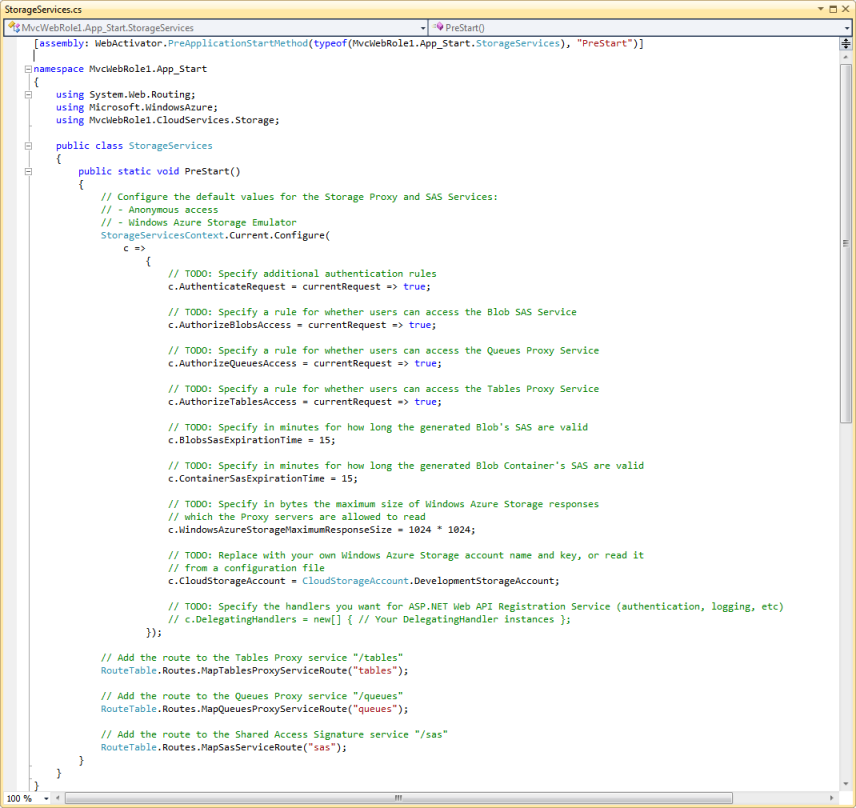 StorageServices.cs
MvcWebRole1.App_Start.StorageServices
PreStart()
[assembly: WebActivator.PreApplicationStartMethod(typeof(MvcWebRole1.App_Start.StorageServices), "PreStart")]
namespace MvcWebRole1.App_Start
{
using System.Web.Routing;
using Microsoft.WindowsAzure;
using MvcWebRole1.CloudServices.Storage;
public class StorageServices
{
public static void PreStart()
{
// Configure the default values for the Storage Proxy and SAS Services:
// - Anonymous access
// - Windows Azure Storage Emulator
StorageServicesContext.Current.Configure(
c =>
{
// TODO: Specify additional authentication rules
c.AuthenticateRequest = currentRequest => true;
// TODO: Specify a rule for whether users can access the Blob SAS Service
c.AuthorizeBlobsAccess = currentRequest => true;
// TODO: Specify a rule for whether users can access the Queues Proxy Service
c.AuthorizeQueuesAccess = currentRequest => true;
// TODO: Specify a rule for whether users can access the Tables Proxy Service
c.AuthorizeTablesAccess = currentRequest => true;
// TODO: Specify in minutes for how long the generated Blob's SAS are valid
c.BlobsSasExpirationTime = 15;
// TODO: Specify in minutes for how long the generated Blob Container's SAS are valid
c.ContainerSasExpirationTime = 15;
// TODO: Specify in bytes the maximum size of Windows Azure Storage responses
// which the Proxy servers are allowed to read
c.WindowsAzureStorageMaximumResponseSize = 1024 * 1024;
// TODO: Replace with your own Windows Azure Storage account name and key, or read it
// from a configuration file
c.CloudStorageAccount = CloudStorageAccount.DevelopmentStorageAccount;
// TODO: Specify the handlers you want for ASP.NET Web API Registration Service (authentication, logging, etc)
// c.DelegatingHandlers = new[] { // Your DelegatingHandler instances };
});
// Add the route to the Tables Proxy service "/tables"
RouteTable.Routes.MapTablesProxyServiceRoute("tables");
// Add the route to the Queues Proxy service "/queues"
RouteTable.Routes.MapQueuesProxyServiceRoute("queues");
// Add the route to the Shared Access Signature service "/sas"
RouteTable.Routes.MapSasServiceRoute("sas");
}
}
}
100 %